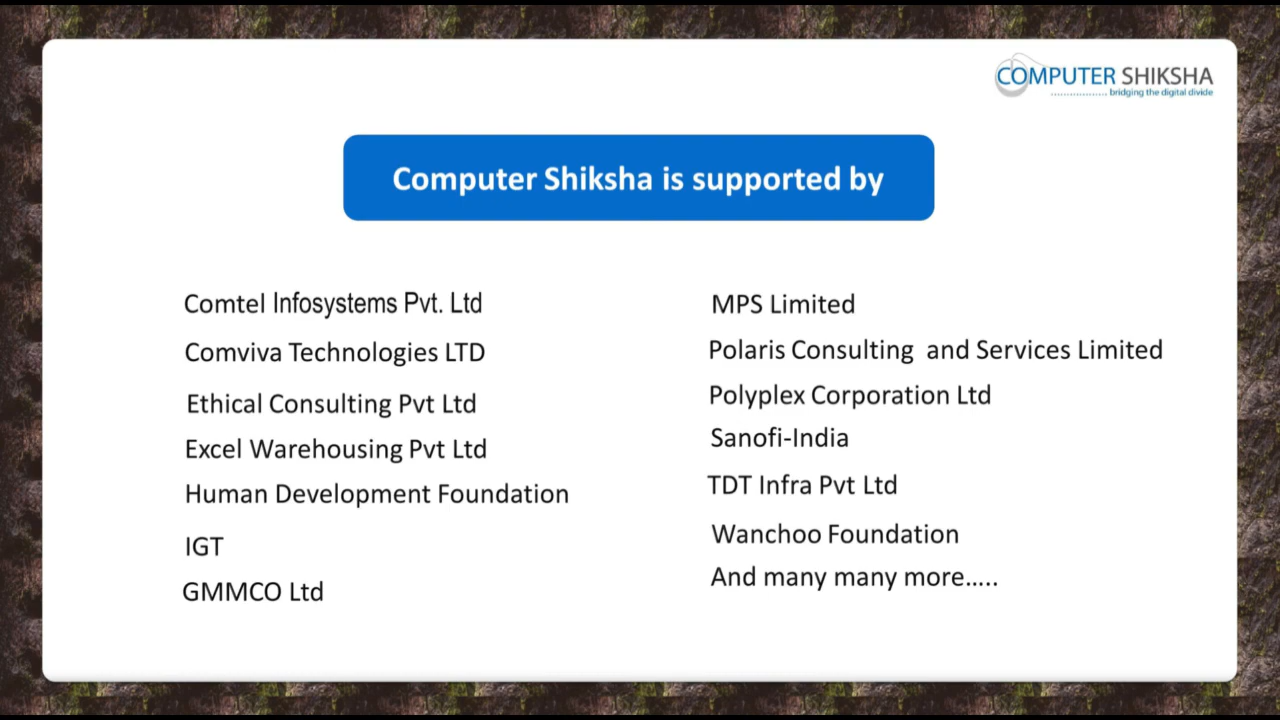 COMPUTER SHIKSHA
bridging the digital divide
Computer Shiksha is supported by
Comtel Infosystems Pvt. Ltd
Comviva Technologies LTD
Ethical Consulting Pvt Ltd
Excel Warehousing Pvt Ltd
Human Development Foundation
IGT
GMMCO Ltd
MPS Limited
Polaris Consulting and Services Limited
Polyplex Corporation Ltd
Sanofi-India
TDT Infra Pvt Ltd
Wanchoo Foundation
And many many more.....